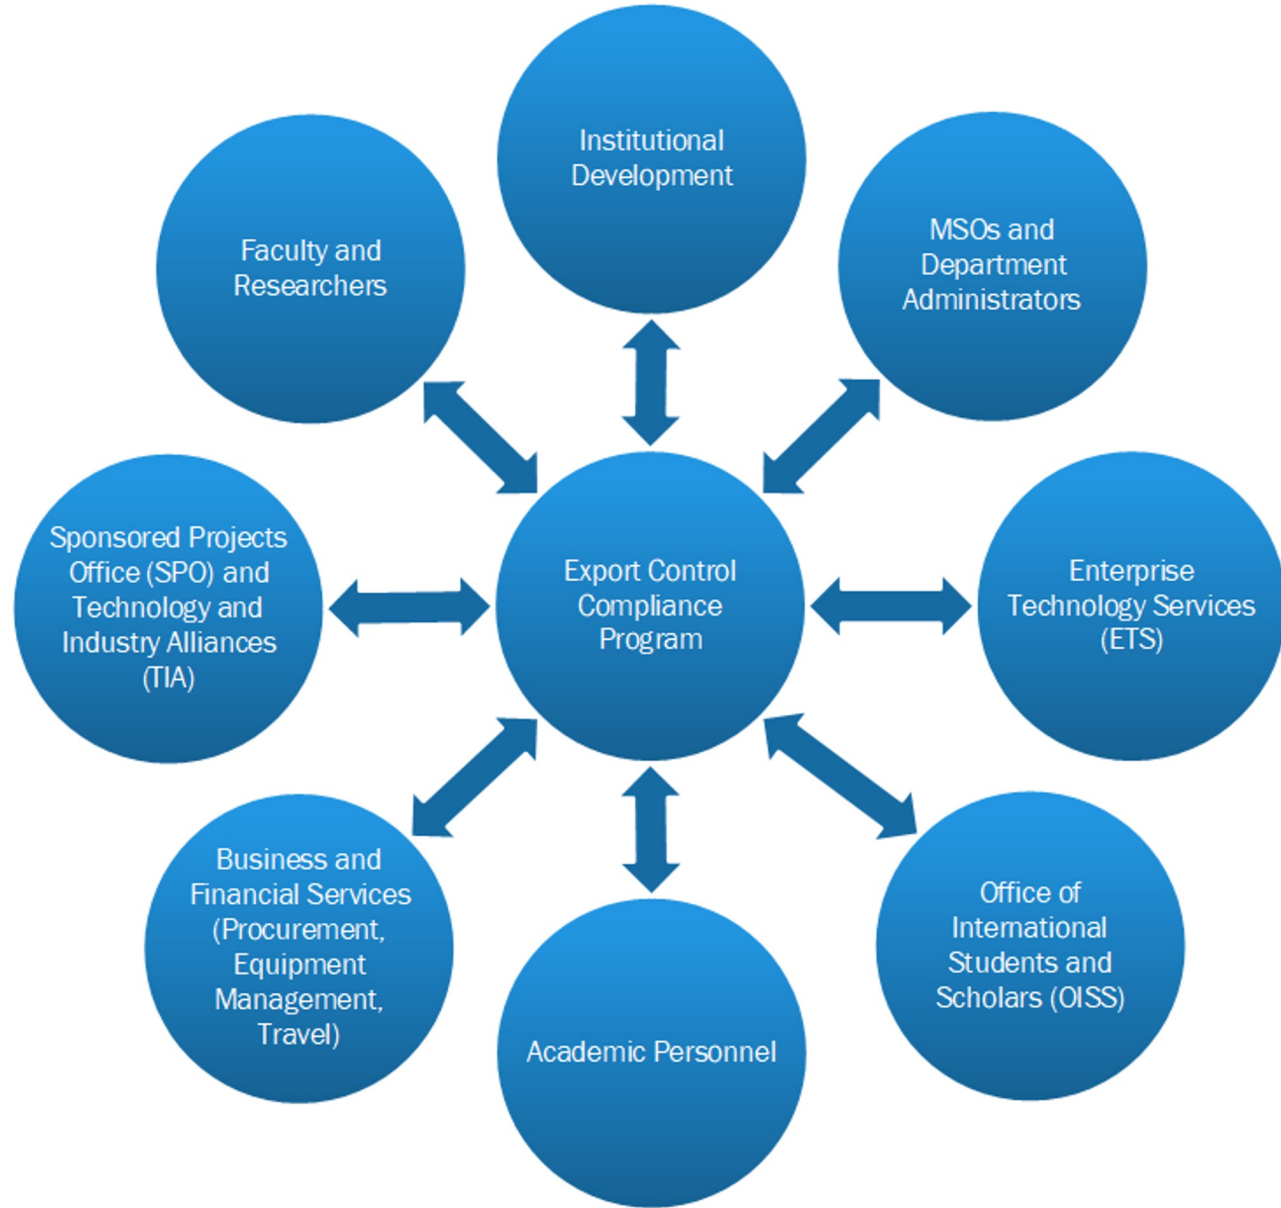 Institutional
Development
MSOs and
Department
Administrators
Faculty and
Researchers
Sponsored Projects
Office (SPO) and
Technology and
Industry Alliances
(TIA)
Export Control
Compliance
Program
Enterprise
Technology Services
(ETS)
Business and
Financial Services
(Procurement,
Equipment
Management,
Travel)
Office of
International
Students and
Scholars (OISS)
Academic Personnel